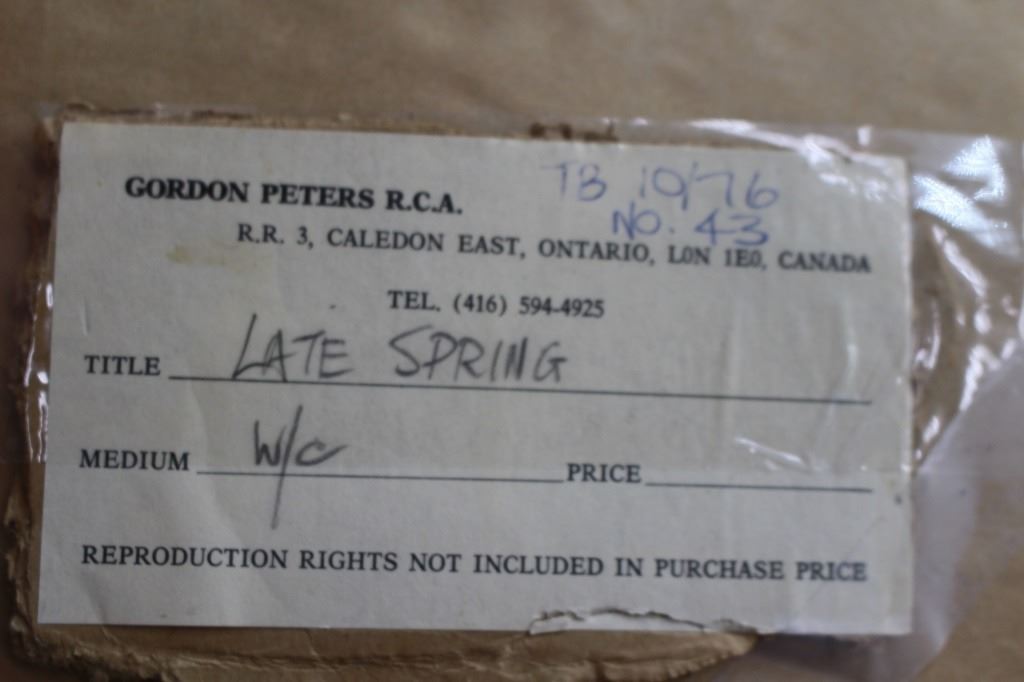 GORDON PETERS R.C.A.
TB 10/76
NO. 43
R.R. 3, CALEDON EAST, ONTARIO, L0N 1E0, CANADA
TEL. (416) 594-4925
TITLE LATE SPRING
MEDIUM W/C PRICE
REPRODUCTION RIGHTS NOT INCLUDED IN PURCHASE PRICE